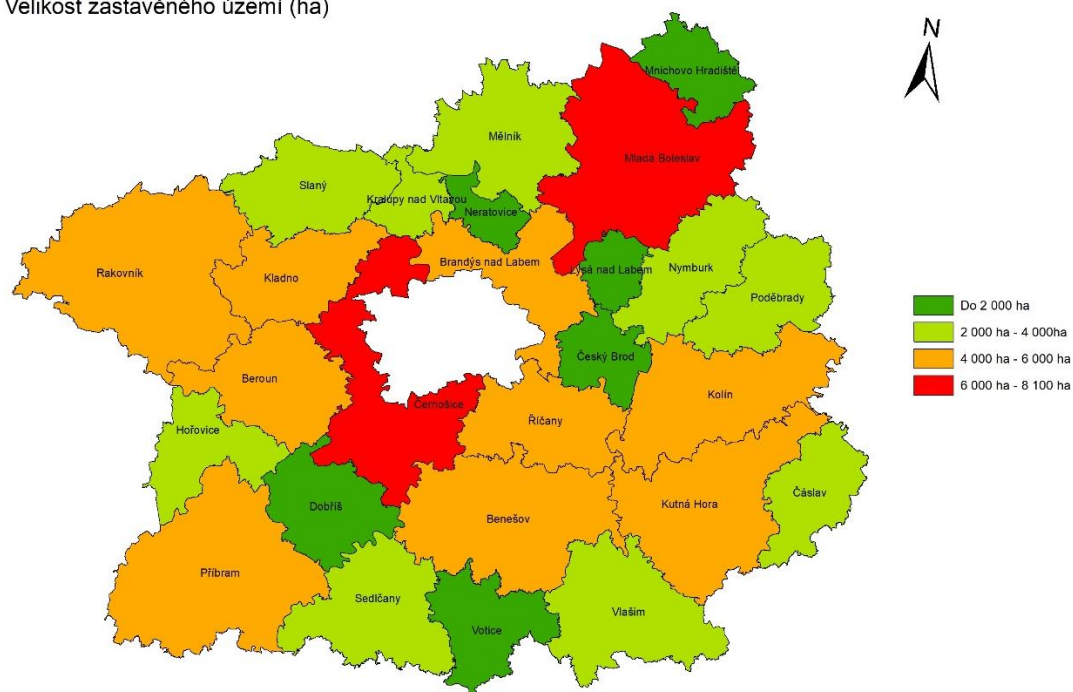 Velikost zastavěného území (ha)
N
Mnichovo Hradiště
Mělník
Mladá Boleslav
Slaný
Kralupy nad Vltavou
Neratovice
Brandýs nad Labem
Lysá nad Labem
Nymburk
Rakovník
Kladno
Poděbrady
Do 2 000 ha
2 000 ha - 4 000ha
4 000 ha - 6 000 ha
6 000 ha - 8 100 ha
Český Brod
Beroun
Kolín
Černošice
Říčany
Hořovice
Čáslav
Kutná Hora
Dobříš
Benešov
Příbram
Sedlčany
Vlašim
Votice